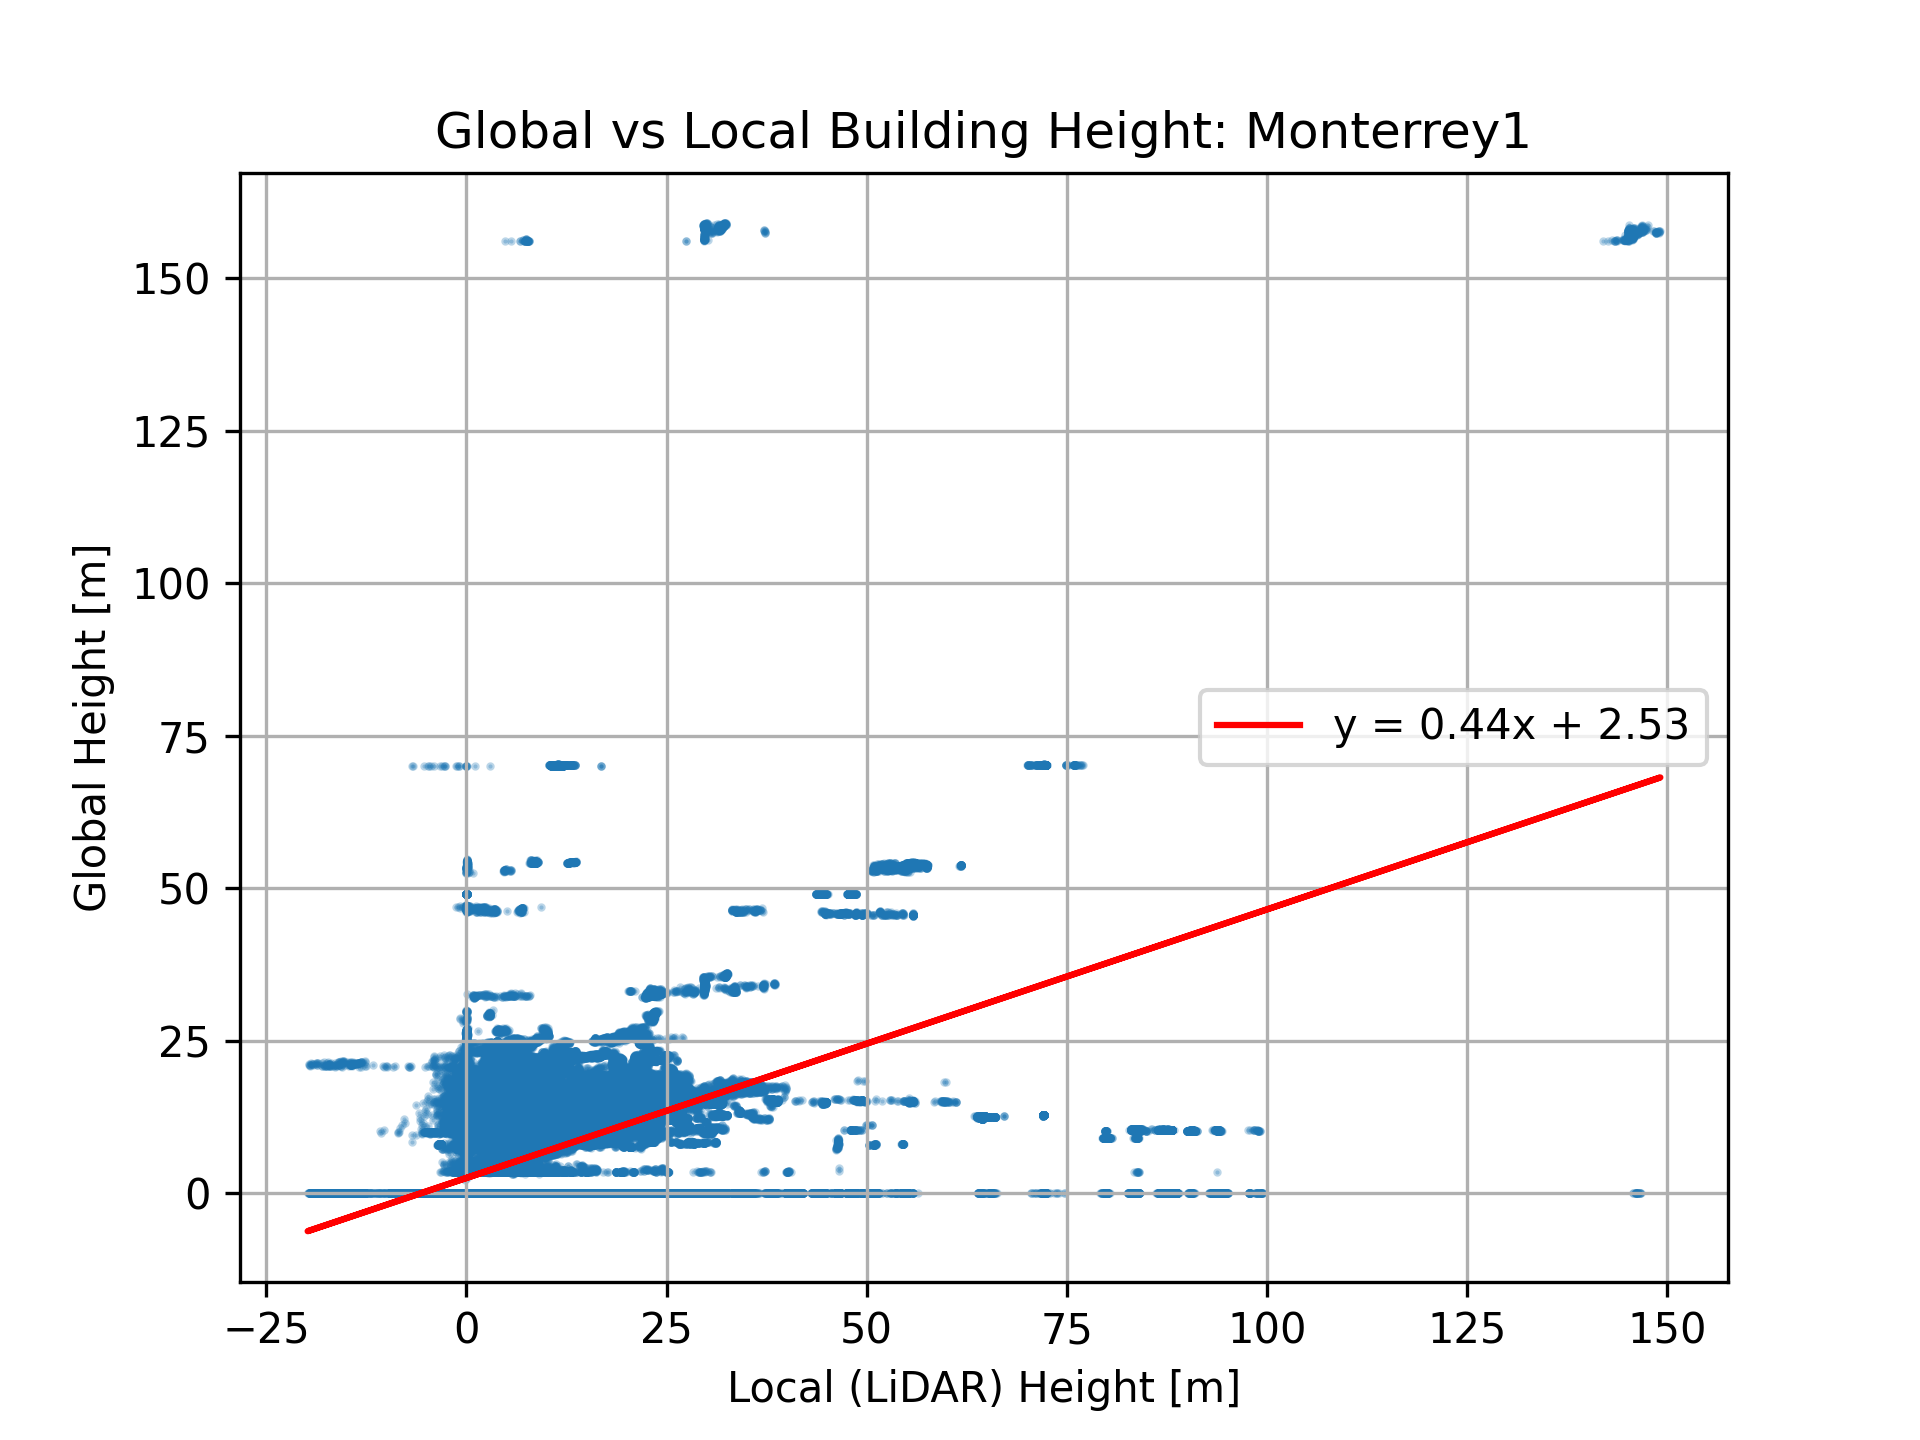 Global vs Local Building Height: Monterrey1
150
125
100
75
50
25
0
Global Height [m]
y = 0.44x + 2.53
−25 0 25 50 75 100 125 150
Local (LiDAR) Height [m]